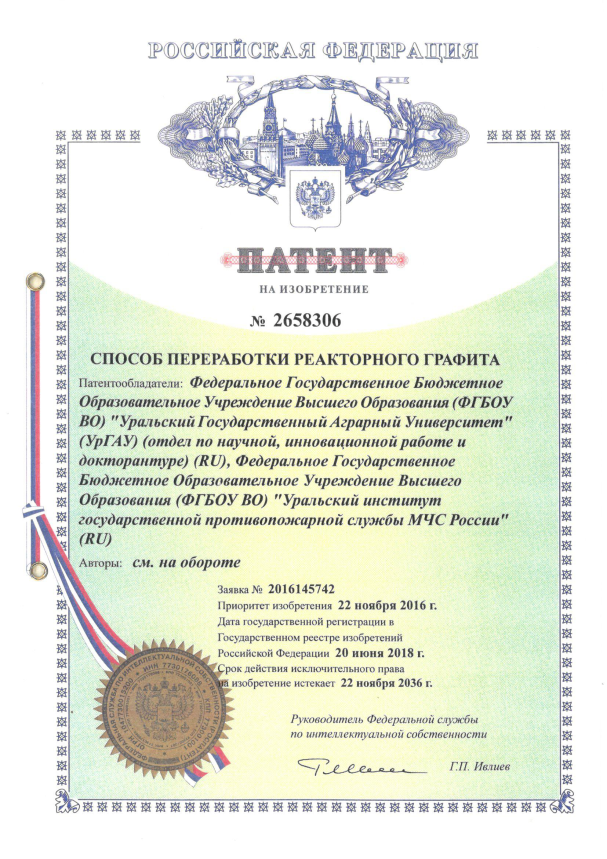 РОССИЙСКАЯ ФЕДЕРАЦИЯ
ПАТЕНТ
НА ИЗОБРЕТЕНИЕ
№ 2658306
СПОСОБ ПЕРЕРАБОТКИ РЕАКТОРНОГО ГРАФИТА
Патентообладатели: Федеральное Государственное Бюджетное
Образовательное Учреждение Высшего Образования (ФГБОУ
ВО) "Уральский Государственный Аграрный Университет"
(УрГАУ) (отдел по научной, инновационной работе и
докторантуре) (RU), Федеральное Государственное
Бюджетное Образовательное Учреждение Высшего
Образования (ФГБОУ ВО) "Уральский институт
государственной противопожарной службы МЧС России"
(RU)
Авторы: см. на обороте
Заявка № 2016145742
Приоритет изобретения 22 ноября 2016 г.
Дата государственной регистрации в
Государственном реестре изобретений
Российской Федерации 20 июня 2018 г.
Срок действия исключительного права
на изобретение истекает 22 ноября 2036 г.
Руководитель Федеральной службы
по интеллектуальной собственности
Г.П. Ивлиев